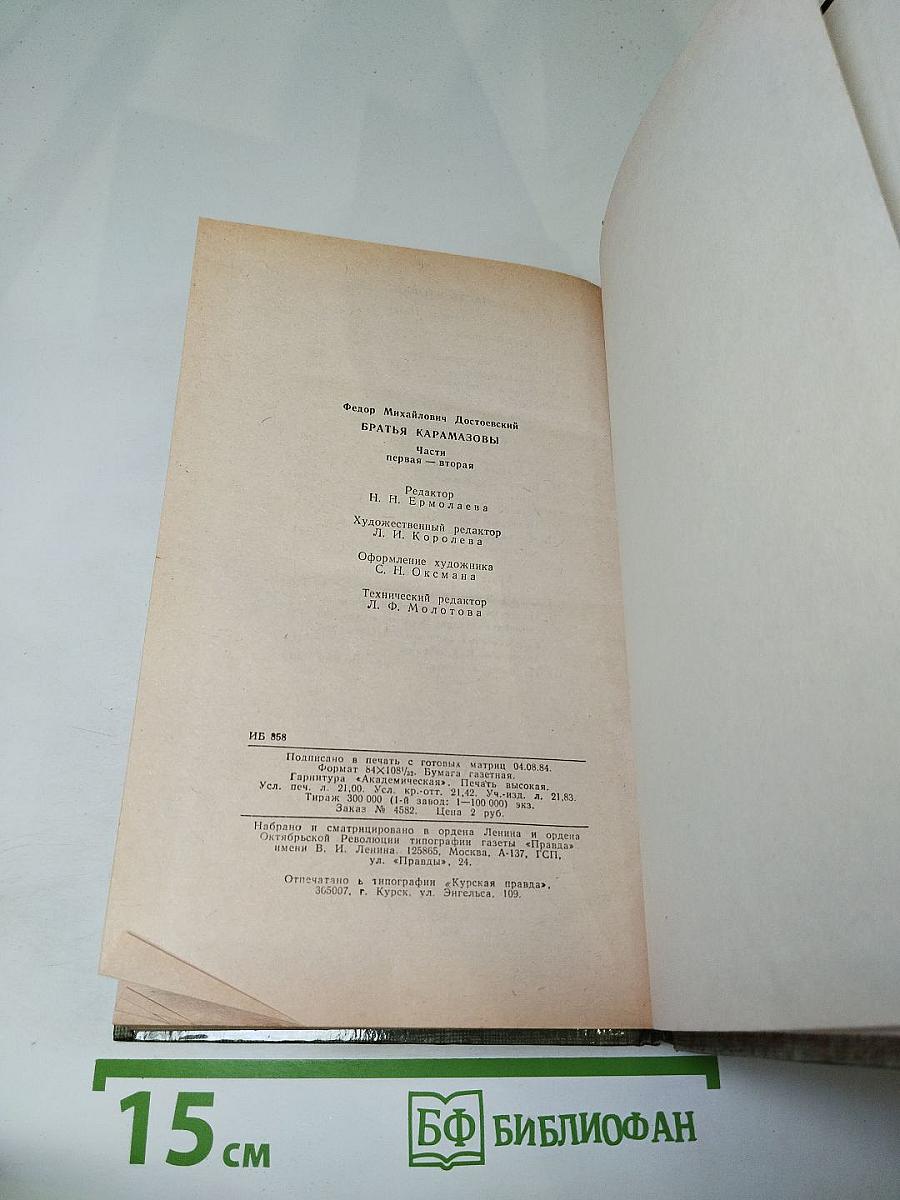 Федор Михайлович Достоевский
БРАТЬЯ КАРАМАЗОВЫ
Части
первая — вторая
Редактор
Н. Н. Ермолаева
Художественный редактор
Л. И. Королева
Оформление художника
С. Н. Оксмана
Технический редактор
Л. Ф. Молотова
ИБ 858
Подписано в печать с готовых матриц 04.08.84.
Формат 84×108¹/₃₂. Бумага газетная.
Гарнитура «Академическая». Печать высокая.
Усл. печ. л. 21,00. Усл. кр.-отт. 21,42. Уч.-изд. л. 21,83.
Тираж 300 000 (1-й завод: 1—100 000) экз.
Заказ № 4582. Цена 2 руб.
Набрано и сматрицировано в ордена Ленина и ордена
Октябрьской Революции типографии газеты «Правда»
имени В. И. Ленина. 125865, Москва, А-137, ГСП,
ул. «Правды», 24.
Отпечатано в типографии «Курская правда»,
305007, г. Курск, ул. Энгельса, 109.
15 см
БФ БИБЛИОФАН